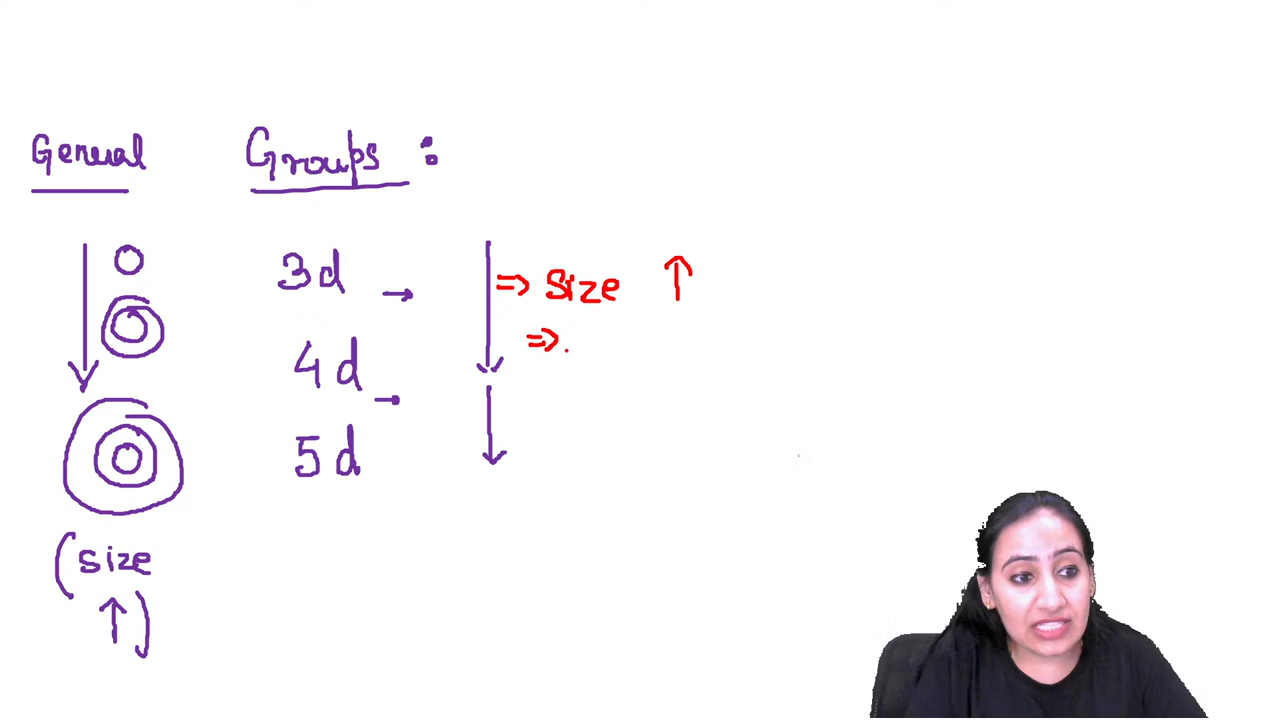 General Groups :
3d → => size ↑
=> .
4d →
5d
(size
↑)